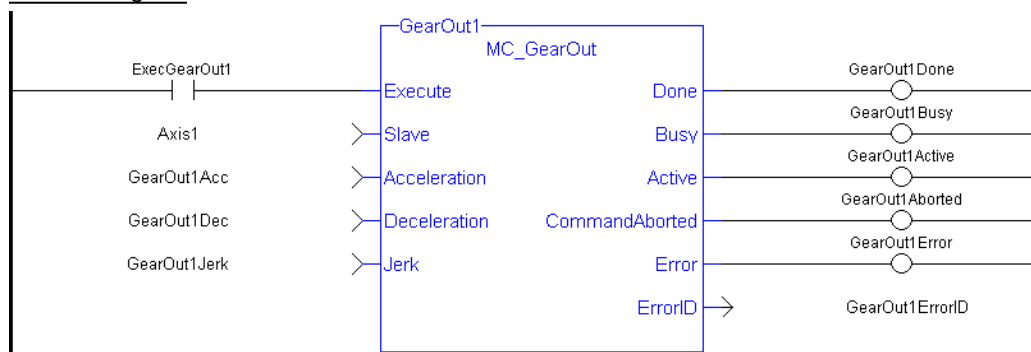 GearOut1
MC_GearOut
ExecGearOut1
Execute
Done
GearOut1Done
Axis1
Slave
Busy
GearOut1Busy
GearOut1Acc
Acceleration
Active
GearOut1Active
GearOut1Dec
Deceleration
CommandAborted
GearOut1Aborted
GearOut1Jerk
Jerk
Error
GearOut1Error
ErrorID
GearOut1ErrorID